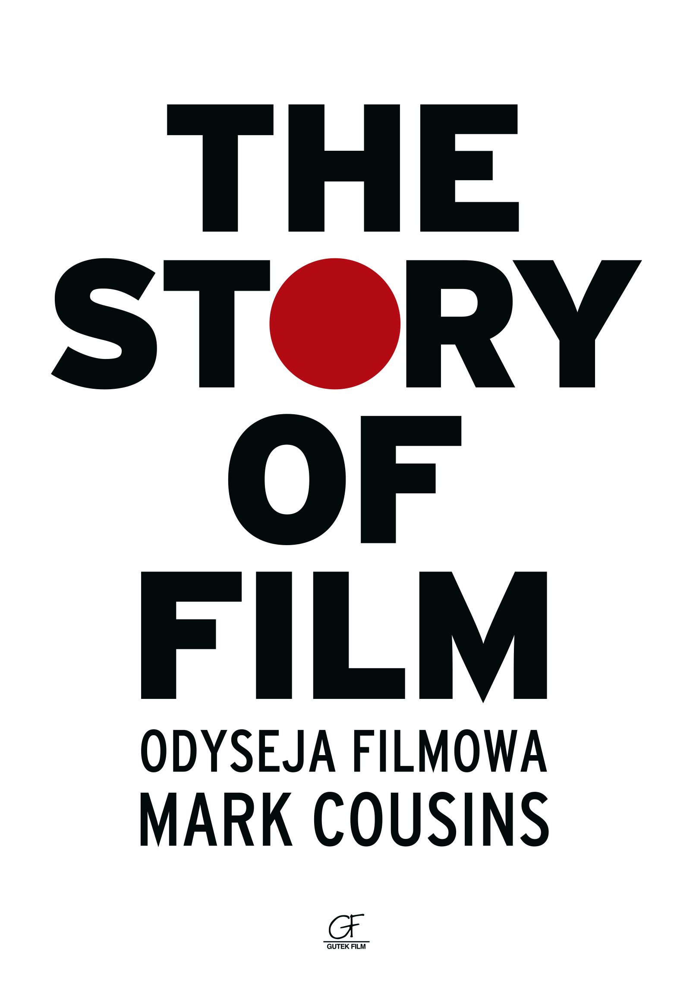 THE
STORY
OF
FILM
ODYSEJA FILMOWA
MARK COUSINS
GF
GUTEK FILM